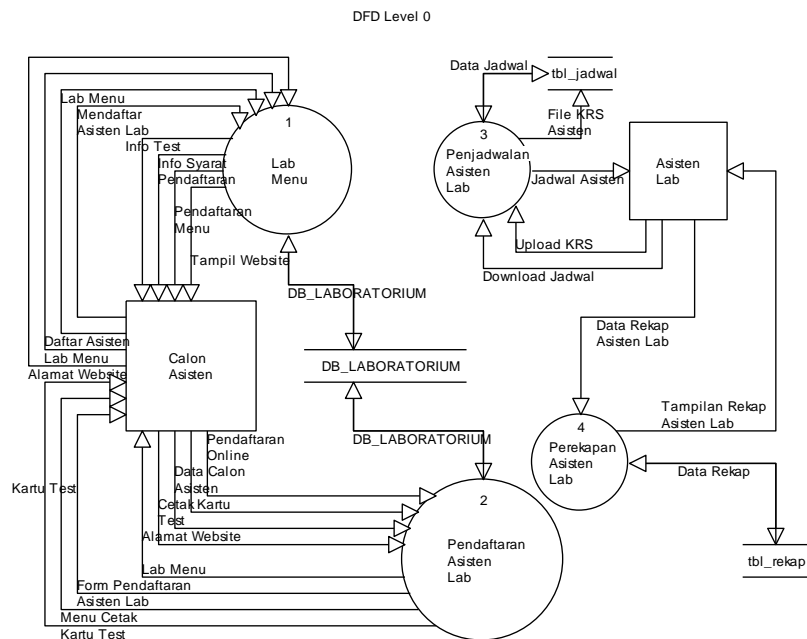 DFD Level 0
Data Jadwal
tbl_jadwal
Lab Menu
Mendaftar
Asisten Lab
Info Test
Info Syarat
Pendaftaran
Pendaftaran
Menu
Tampil Website
1
Lab
Menu
3
Penjadwalan
Asisten
Lab
File KRS
Asisten
Jadwal Asisten
Asisten
Lab
Upload KRS
Download Jadwal
DB_LABORATORIUM
DB_LABORATORIUM
DB_LABORATORIUM
Daftar Asisten
Lab Menu
Alamat Website
Calon
Asisten
Data Rekap
Asisten Lab
Tampilan Rekap
Asisten Lab
4
Perekapan
Asisten
Lab
Data Rekap
tbl_rekap
Kartu Test
Pendaftaran
Online
Data Calon
Asisten
Cetak Kartu
Test
Alamat Website
2
Pendaftaran
Asisten
Lab
Lab Menu
Form Pendaftaran
Asisten Lab
Menu Cetak
Kartu Test